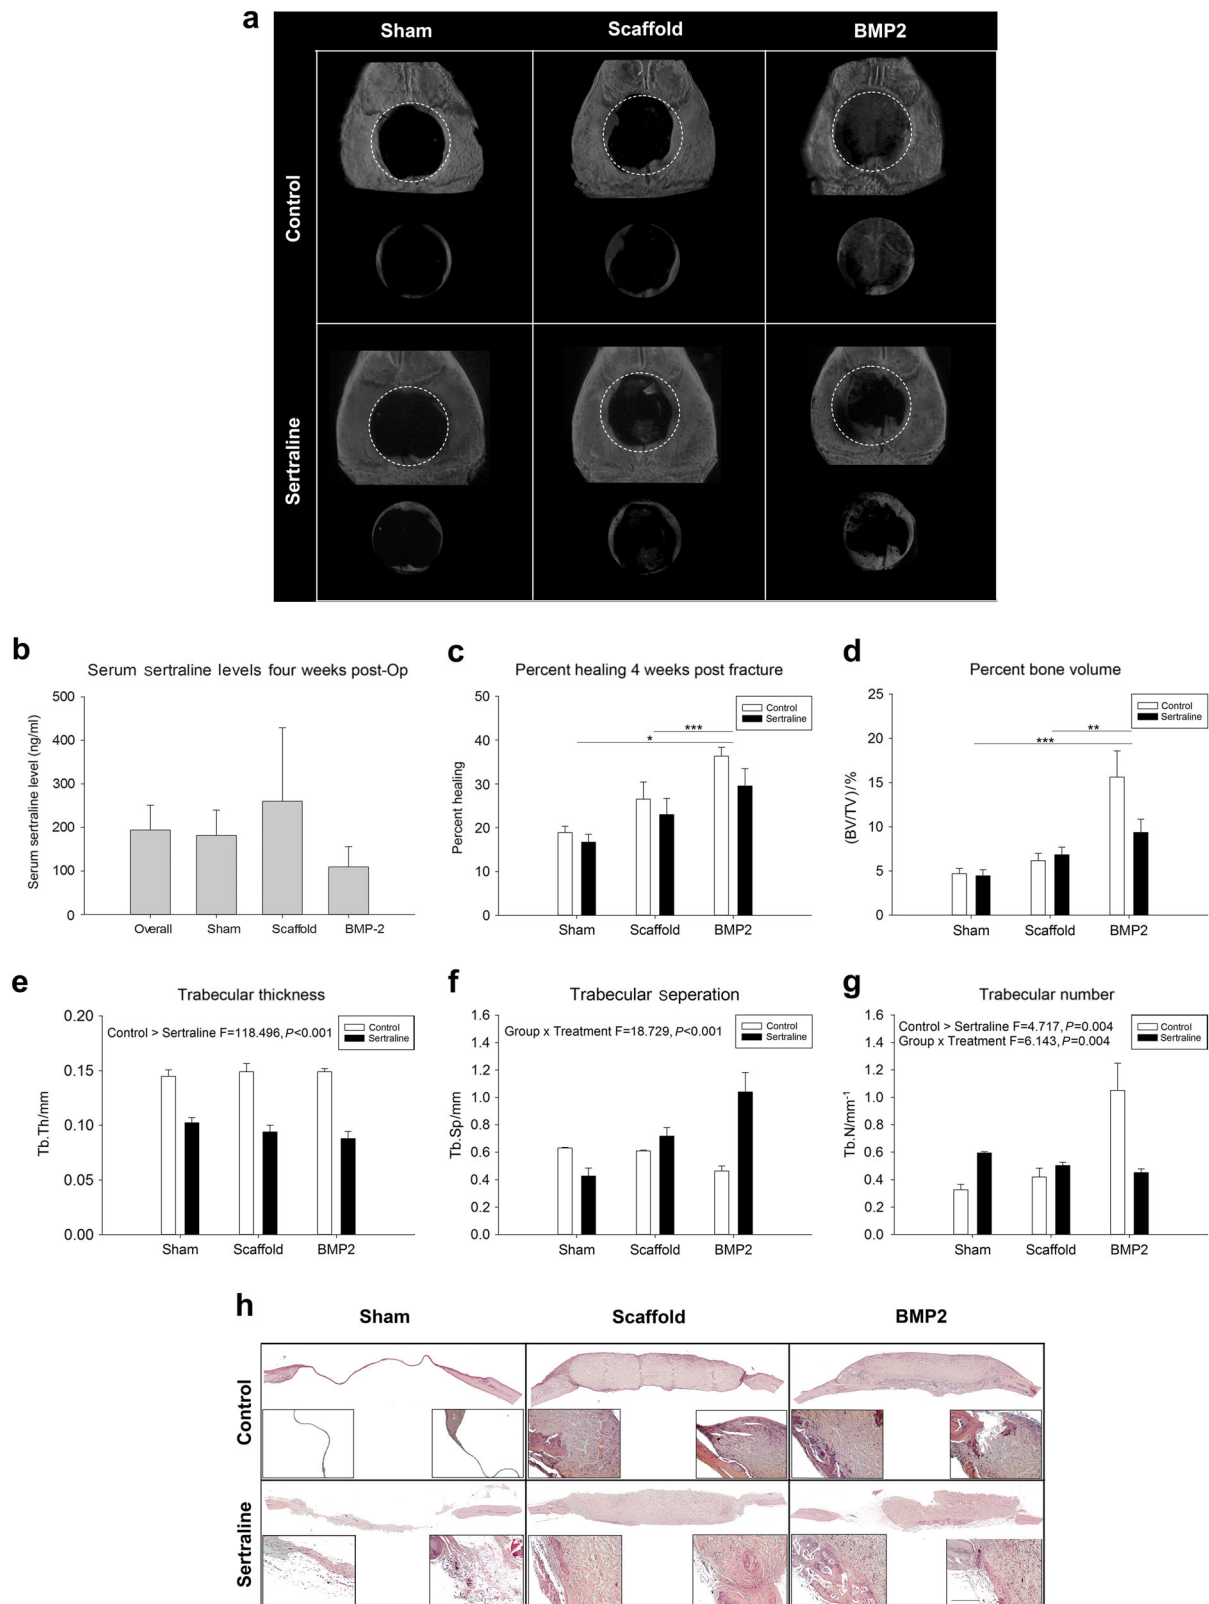 a
Sham Scaffold BMP2
Control
Sertraline
b
Serum sertraline levels four weeks post-Op
Serum sertraline level (ng/ml)
500
400
300
200
100
0
Overall Sham Scaffold BMP-2
c
Percent healing 4 weeks post fracture
Percent healing
50
40
30
20
10
0
Control
Sertraline
***
*
Sham Scaffold BMP2
d
Percent bone volume
(BV/TV)/%
25
20
15
10
5
0
Control
Sertraline
**
***
Sham Scaffold BMP2
e
Trabecular thickness
Tb.Th/mm
0.20
0.15
0.10
0.05
0.00
Control > Sertraline F=118.496, P<0.001
Control
Sertraline
Sham Scaffold BMP2
f
Trabecular seperation
Tb.Sp/mm
1.6
1.4
1.2
1.0
0.8
0.6
0.4
0.2
0.0
Group x Treatment F=18.729, P<0.001
Control
Sertraline
Sham Scaffold BMP2
g
Trabecular number
Tb.N/mm-1
1.6
1.4
1.2
1.0
0.8
0.6
0.4
0.2
0.0
Control > Sertraline F=4.717, P=0.004
Group x Treatment F=6.143, P=0.004
Control
Sertraline
Sham Scaffold BMP2
h
Sham Scaffold BMP2
Control
Sertraline